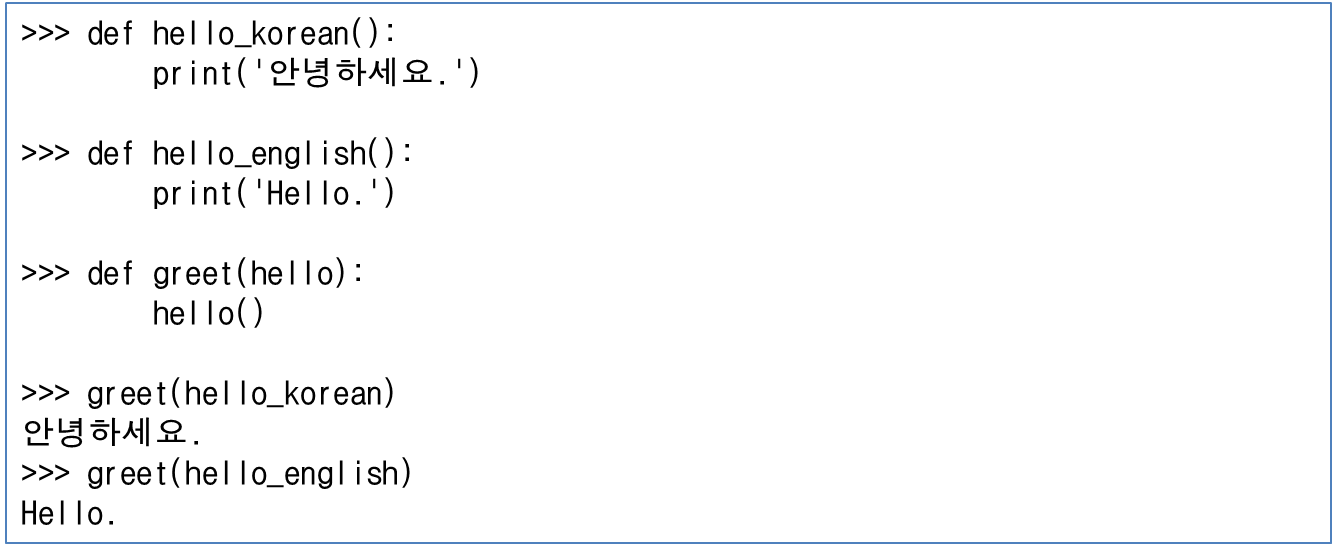 >>> def hello_korean():
        print('안녕하세요.')
>>> def hello_english():
        print('Hello.')
>>> def greet(hello):
        hello()
>>> greet(hello_korean)
안녕하세요.
>>> greet(hello_english)
Hello.